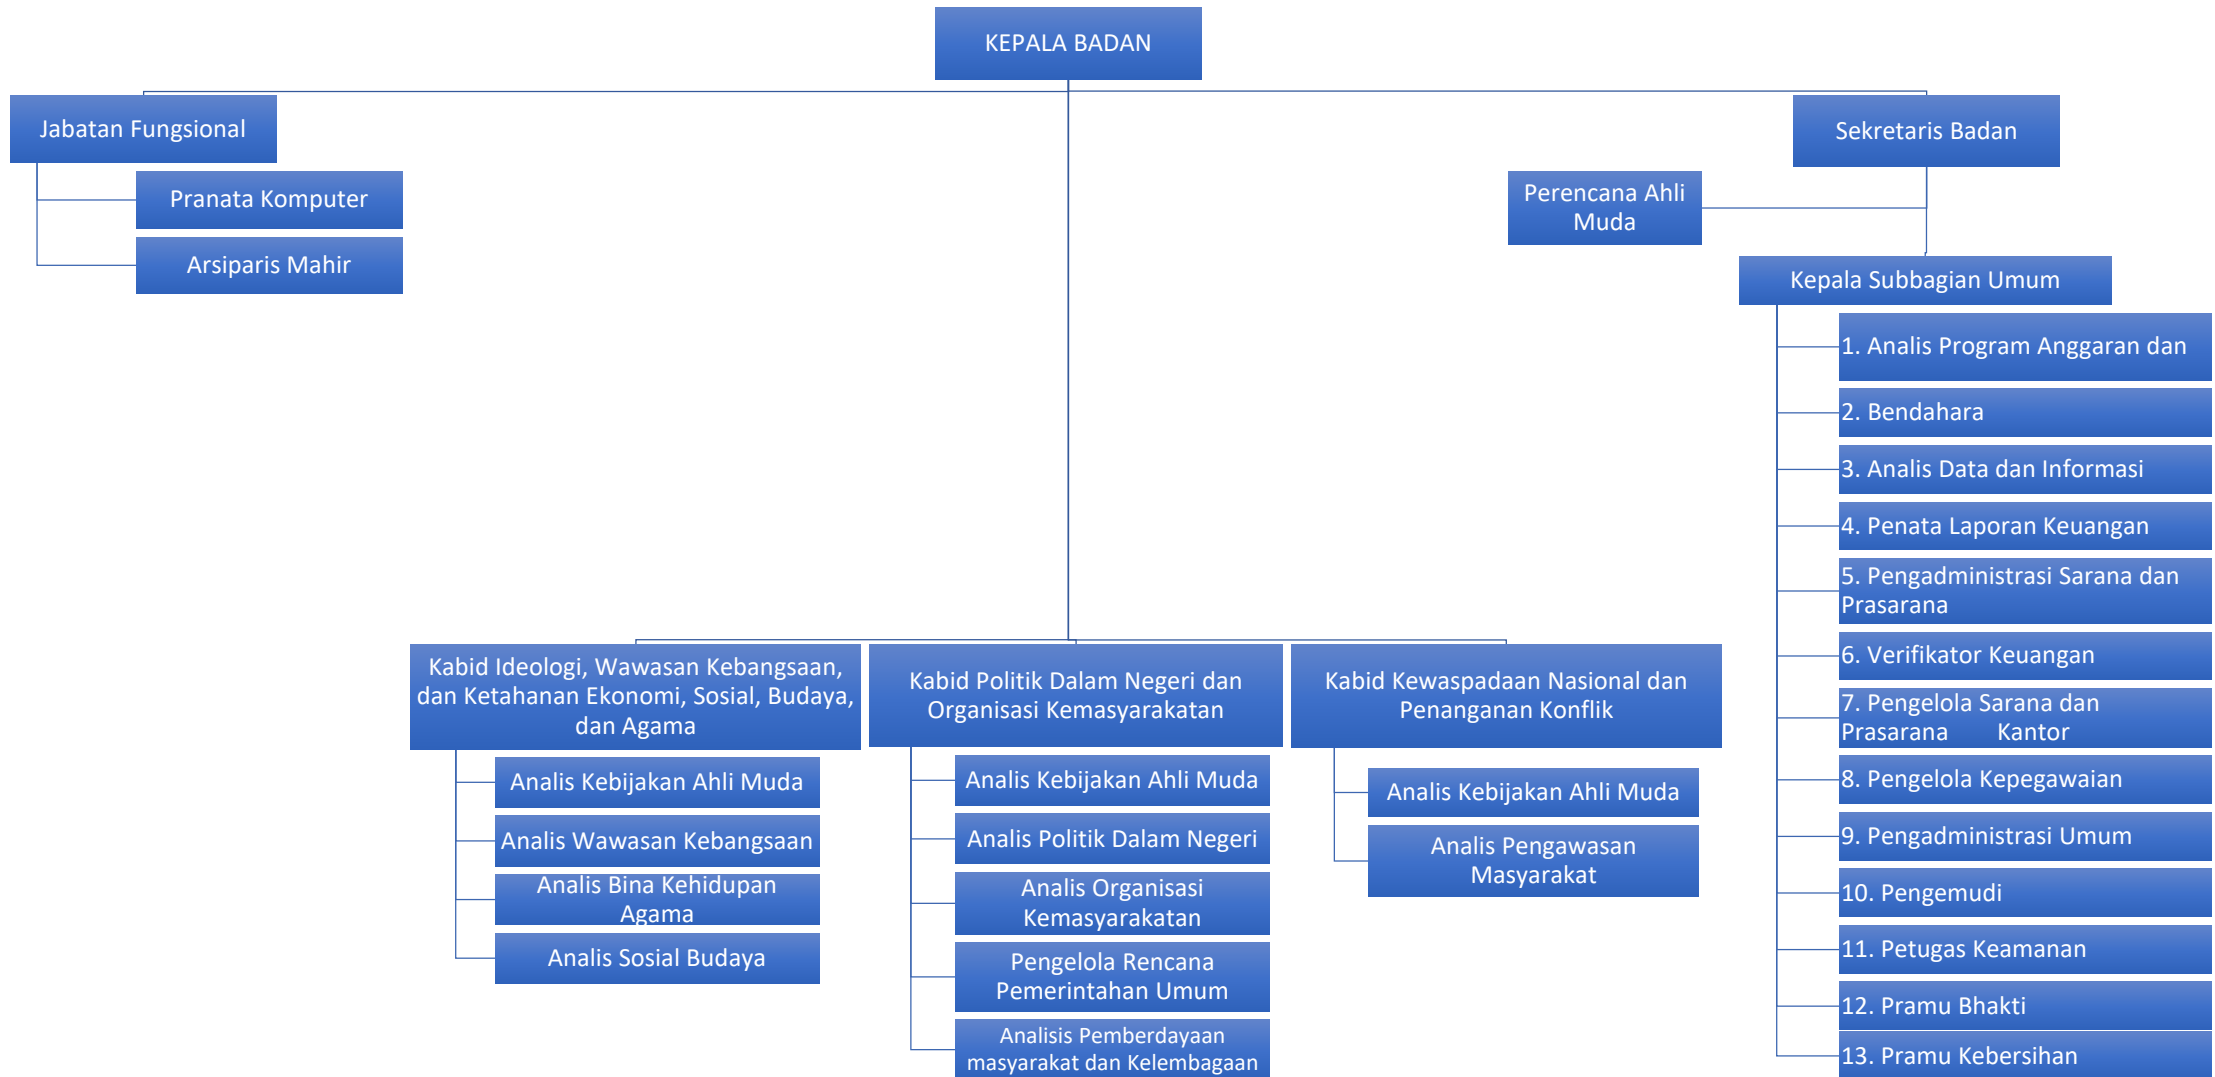 KEPALA BADAN
Jabatan Fungsional
Pranata Komputer
Arsiparis Mahir
Sekretaris Badan
Perencana Ahli
Muda
Kepala Subbagian Umum
1. Analis Program Anggaran dan
2. Bendahara
3. Analis Data dan Informasi
4. Penata Laporan Keuangan
5. Pengadministrasi Sarana dan
Prasarana
6. Verifikator Keuangan
7. Pengelola Sarana dan
Prasarana Kantor
8. Pengelola Kepegawaian
9. Pengadministrasi Umum
10. Pengemudi
11. Petugas Keamanan
12. Pramu Bhakti
13. Pramu Kebersihan
Kabid Ideologi, Wawasan Kebangsaan,
dan Ketahanan Ekonomi, Sosial, Budaya,
dan Agama
Analis Kebijakan Ahli Muda
Analis Wawasan Kebangsaan
Analis Bina Kehidupan
Agama
Analis Sosial Budaya
Kabid Politik Dalam Negeri dan
Organisasi Kemasyarakatan
Analis Kebijakan Ahli Muda
Analis Politik Dalam Negeri
Analis Organisasi
Kemasyarakatan
Pengelola Rencana
Pemerintahan Umum
Analisis Pemberdayaan
masyarakat dan Kelembagaan
Kabid Kewaspadaan Nasional dan
Penanganan Konflik
Analis Kebijakan Ahli Muda
Analis Pengawasan
Masyarakat